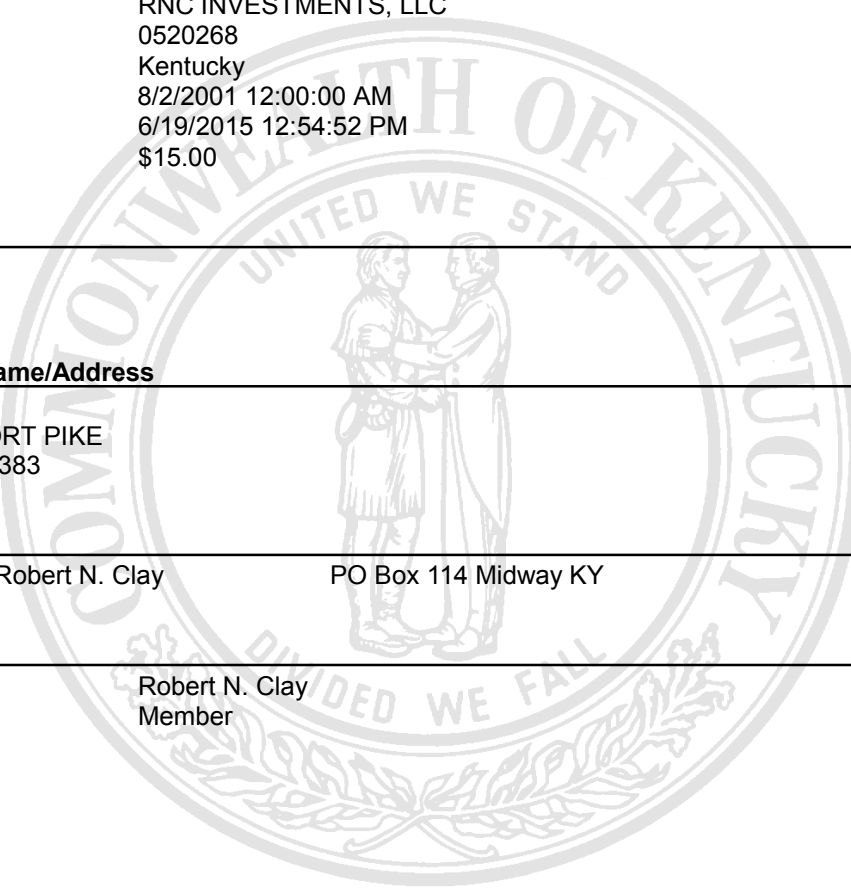 RNC INVESTMENTS, LLC
0520268
Kentucky
8/2/2001 12:00:00 AM
6/19/2015 12:54:52 PM
$15.00
COMMONWEALTH OF KENTUCKY
UNITED WE STAND
ame/Address
ORT PIKE
383
Robert N. Clay PO Box 114 Midway KY
Robert N. Clay
Member
DIVIDED WE FALL